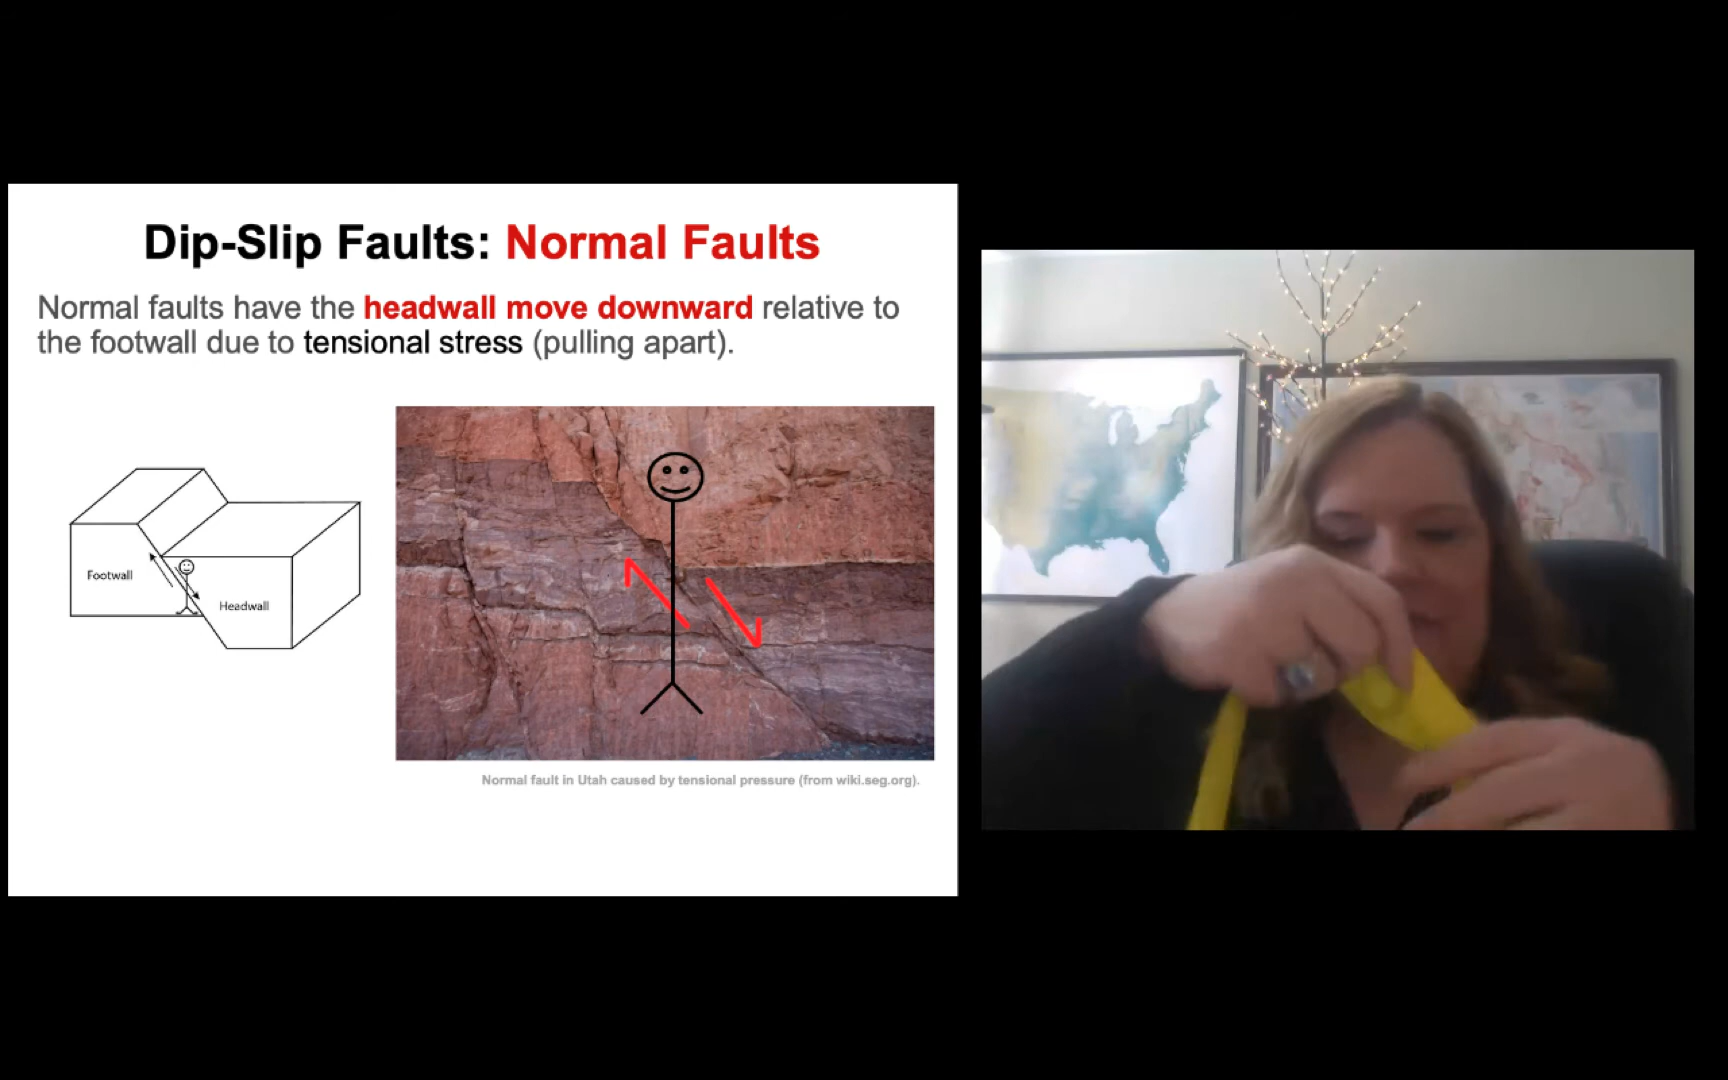 Dip-Slip Faults: Normal Faults
Normal faults have the headwall move downward relative to
the footwall due to tensional stress (pulling apart).
Footwall
Headwall
Normal fault in Utah caused by tensional pressure (from wiki.seg.org).